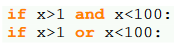 if x>1 and x<100:
if x>1 or x<100: